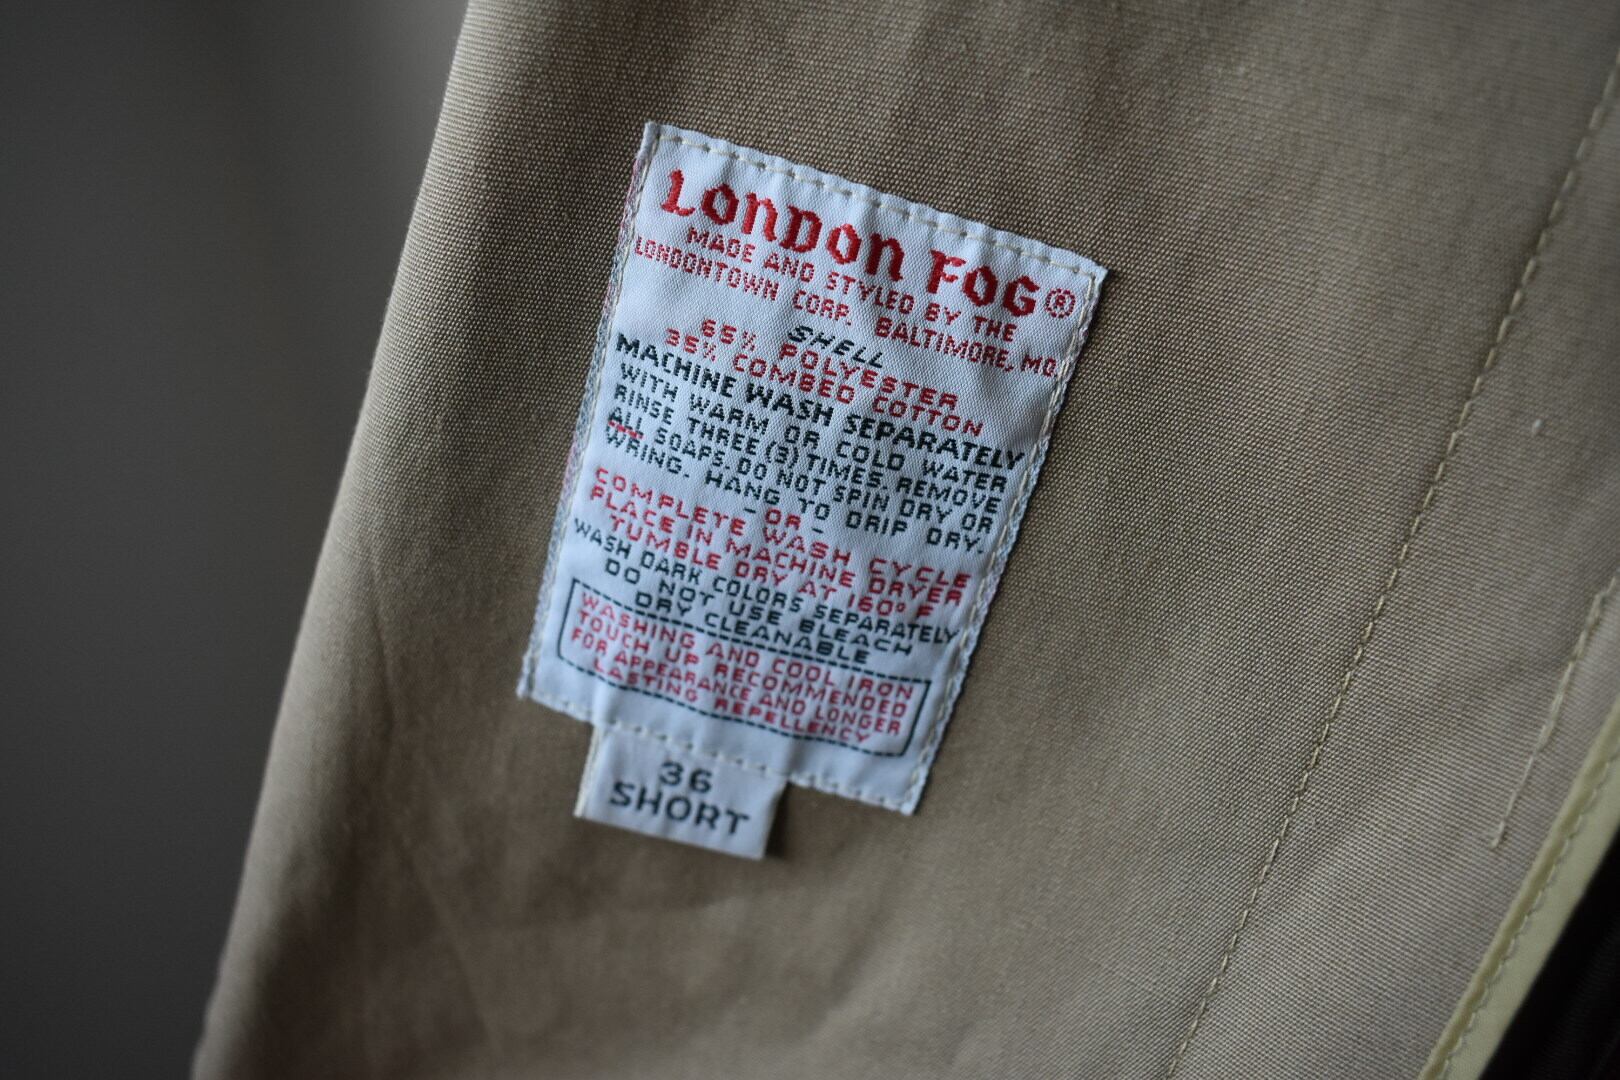 LONDON FOG®
MADE AND STYLED BY THE
LONDONTOWN CORP. BALTIMORE, MD.
SHELL
65% POLYESTER
35% COMBED COTTON
MACHINE WASH SEPARATELY
WITH WARM OR COLD WATER
RINSE THREE (3) TIMES. REMOVE
ALL SOAPS. DO NOT SPIN DRY OR
WRING. HANG TO DRIP DRY.
- OR -
COMPLETE WASH CYCLE
PLACE IN MACHINE DRYER
TUMBLE DRY AT 160° F
WASH DARK COLORS SEPARATELY
DO NOT USE BLEACH
DRY CLEANABLE
WASHING AND COOL IRON
TOUCH UP RECOMMENDED
FOR APPEARANCE AND LONGER
LASTING REPELLENCY
36
SHORT